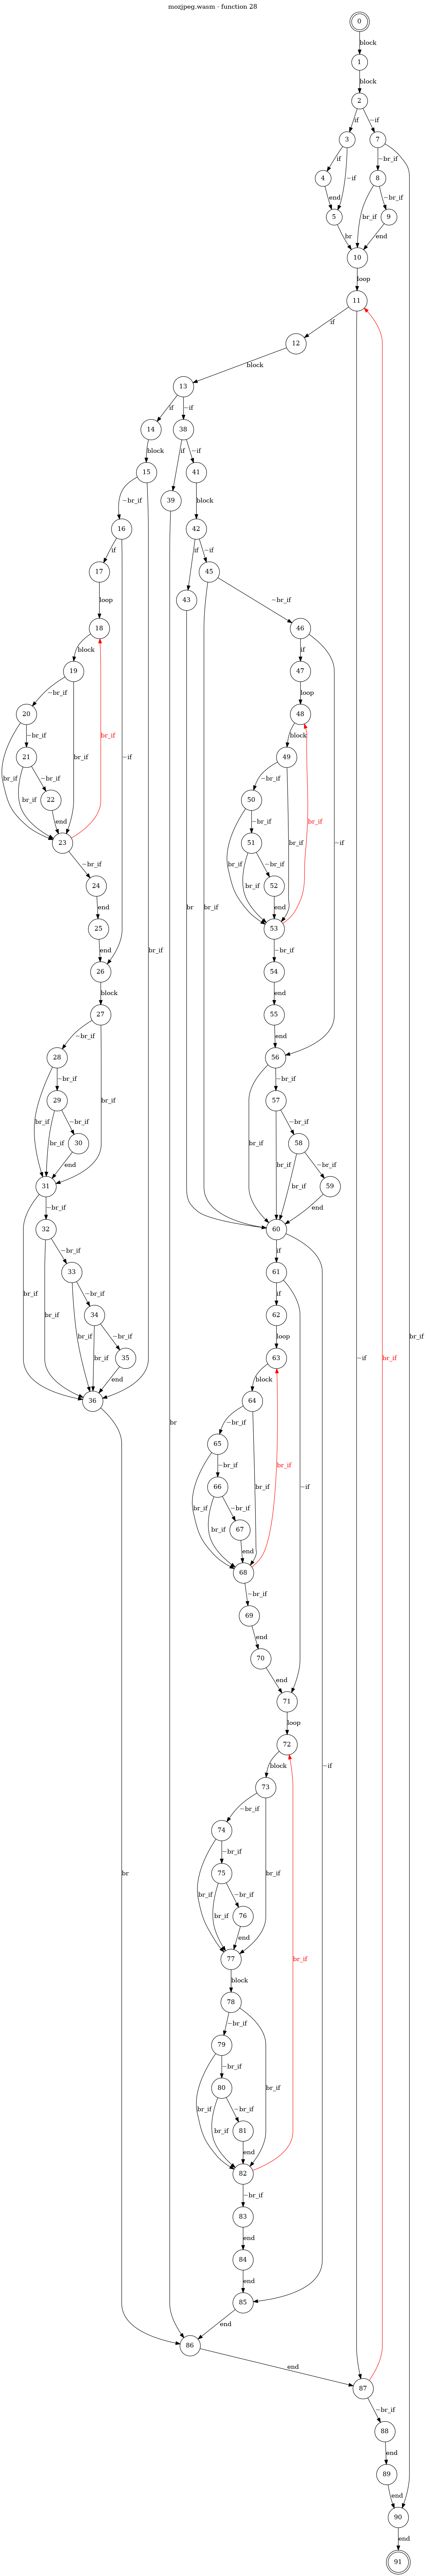 mozjpeg.wasm - function 28
0
block
1
block
2
if
~if
3
7
if
~if
~br_if
4
8
end
br_if
~br_if
5
9
br
end
10
loop
11
if
12
block
13
if
~if
14
38
block
if
~if
15
41
39
~br_if
block
16
42
if
if
~if
17
45
43
loop
~br_if
18
46
block
br_if
if
19
47
~br_if
loop
20
48
~br_if
block
br_if
21
49
br_if
br_if
br_if
~br_if
~br_if
~if
22
50
~br_if
br_if
end
23
51
~br_if
br_if
br_if
~br_if
24
52
end
end
25
53
end
~br_if
26
54
block
end
27
55
~br_if
end
28
56
~br_if
~br_if
29
57
br_if
br_if
br_if
~br_if
~br_if
30
58
end
br_if
br_if
br_if
~br_if
31
59
~br_if
end
32
60
br_if
br_if
~br_if
if
33
61
br_if
~br_if
if
34
62
br_if
~br_if
loop
35
63
end
block
br_if
36
64
~br_if
65
br_if
br_if
~br_if
66
br_if
~br_if
67
end
68
~br_if
69
end
70
end
71
loop
72
block
73
~br_if
74
~br_if
75
br_if
br_if
br_if
~br_if
76
end
77
block
78
~br_if
79
~br_if
80
br_if
br_if
br_if
~br_if
81
end
82
~br_if
83
end
84
end
85
end
86
end
87
~br_if
88
end
89
end
90
end
91
br_if
br_if
~if
br_if
br
br
br
br_if
~if
~if
~if
br_if